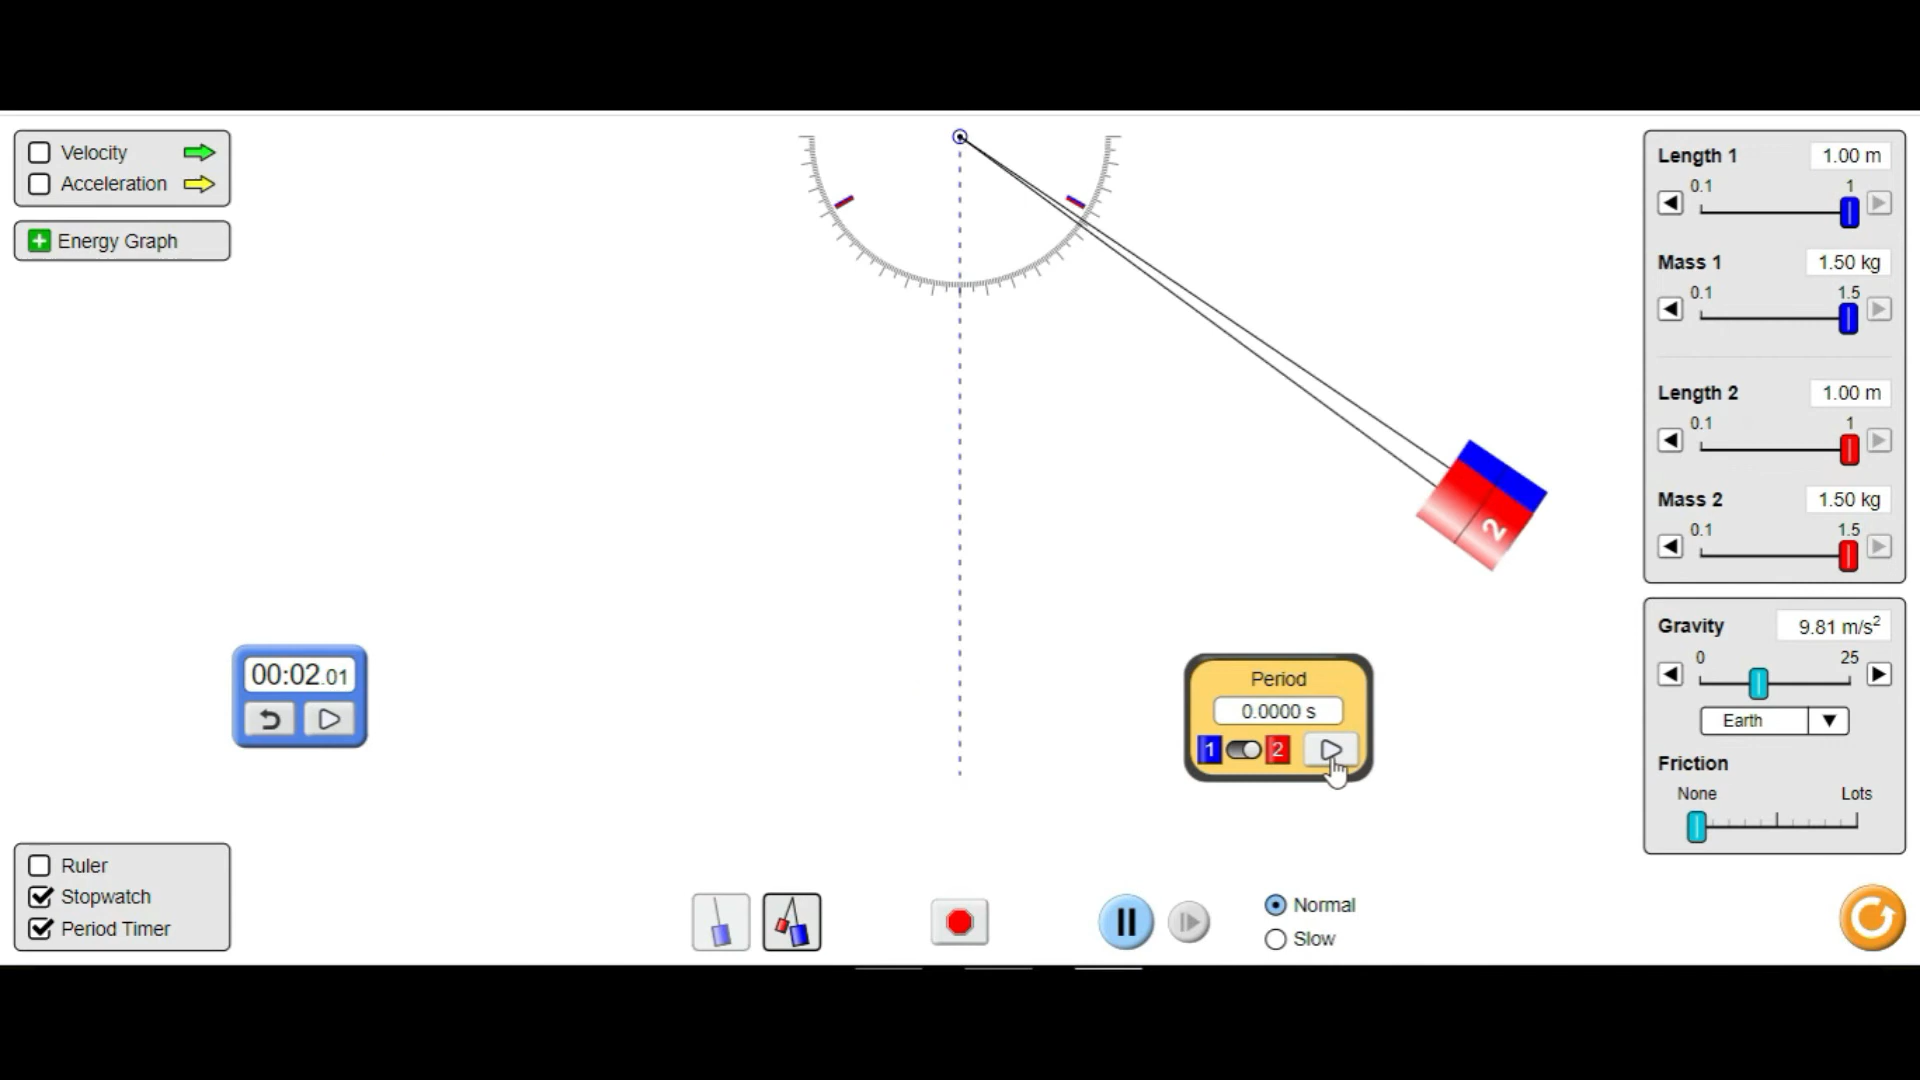 Velocity
Acceleration
Energy Graph
00:02.01
Ruler
Stopwatch
Period Timer
2
Period
0.0000 s
1 2
Normal
Slow
Length 1 1.00 m
0.1 1
Mass 1 1.50 kg
0.1 1.5
Length 2 1.00 m
0.1 1
Mass 2 1.50 kg
0.1 1.5
Gravity 9.81 m/s²
0 25
Earth
Friction
None Lots